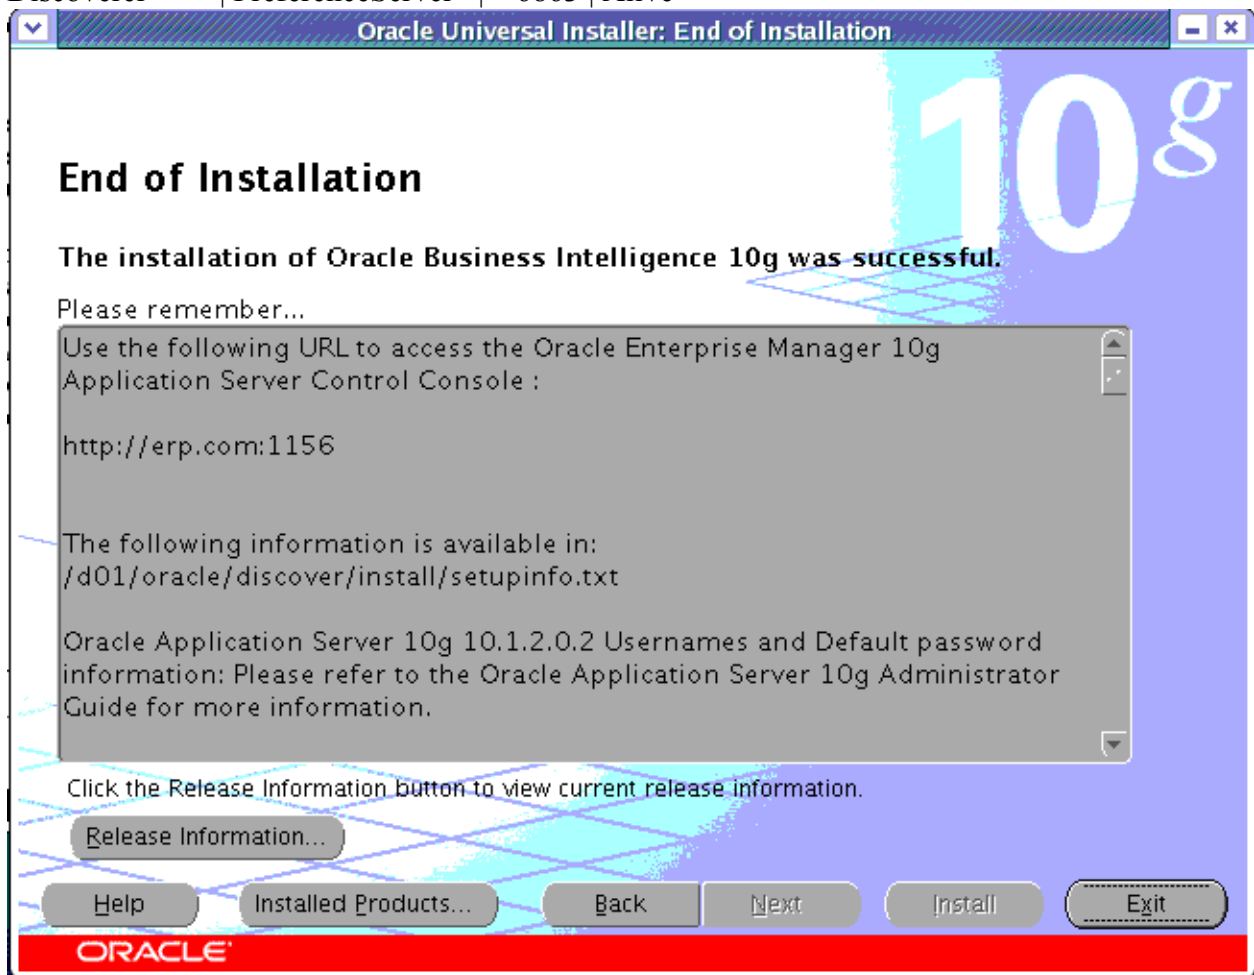 Oracle Universal Installer: End of Installation
10g
End of Installation
The installation of Oracle Business Intelligence 10g was successful.
Please remember...
Use the following URL to access the Oracle Enterprise Manager 10g
Application Server Control Console :
http://erp.com:1156
The following information is available in:
/d01/oracle/discover/install/setupinfo.txt
Oracle Application Server 10g 10.1.2.0.2 Usernames and Default password
information: Please refer to the Oracle Application Server 10g Administrator
Guide for more information.
Click the Release Information button to view current release information.
Release Information...
Help Installed Products... Back Next Install Exit
ORACLE